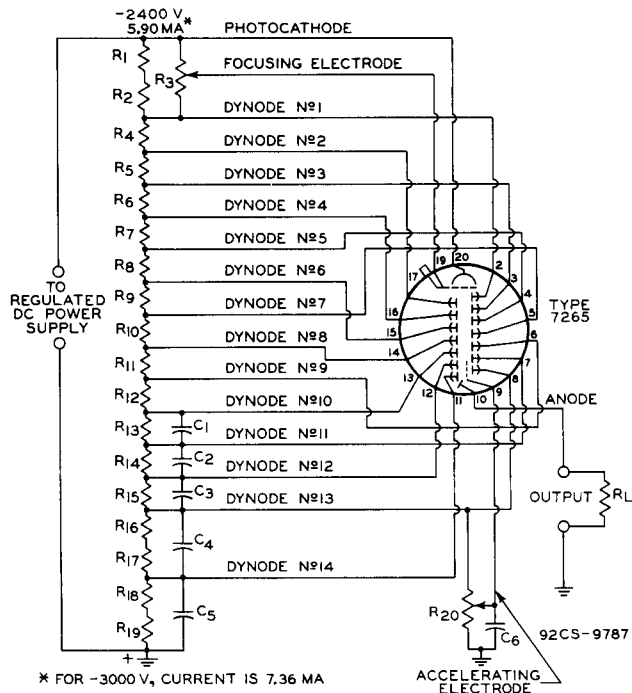 -2400 V
5.90 MA*
PHOTOCATHODE
R1
FOCUSING ELECTRODE
R3
R2
DYNODE №1
R4
DYNODE №2
R5
DYNODE №3
R6
DYNODE №4
R7
DYNODE №5
R8
DYNODE №6
R9
DYNODE №7
R10
DYNODE №8
R11
DYNODE №9
R12
DYNODE №10
R13
C1
DYNODE №11
R14
C2
DYNODE №12
R15
C3
DYNODE №13
R16
C4
R17
DYNODE №14
R18
C5
R19
+
TO
REGULATED
DC POWER
SUPPLY
17
19
20
2
3
4
5
6
7
8
9
10
11
12
13
14
15
16
TYPE
7265
ANODE
OUTPUT
RL
R20
C6
92CS-9787
ACCELERATING
ELECTRODE
* FOR -3000 V, CURRENT IS 7.36 MA